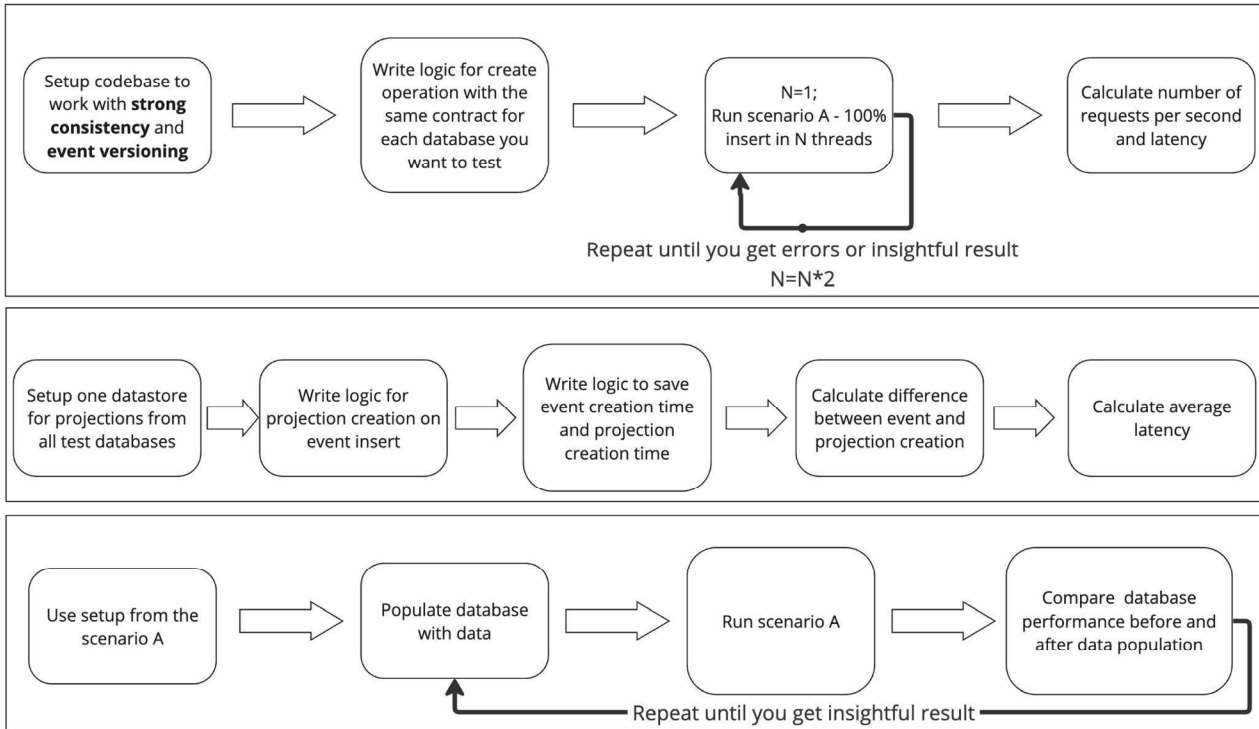 Setup codebase to
work with strong
consistency and
event versioning
Write logic for create
operation with the
same contract for
each database you
want to test
N=1;
Run scenario A - 100%
insert in N threads
Calculate number of
requests per second
and latency
Repeat until you get errors or insightful result
N=N*2
Setup one datastore
for projections from
all test databases
Write logic for
projection creation on
event insert
Write logic to save
event creation time
and projection
creation time
Calculate difference
between event and
projection creation
Calculate average
latency
Use setup from the
scenario A
Populate database
with data
Run scenario A
Compare database
performance before and
after data population
Repeat until you get insightful result